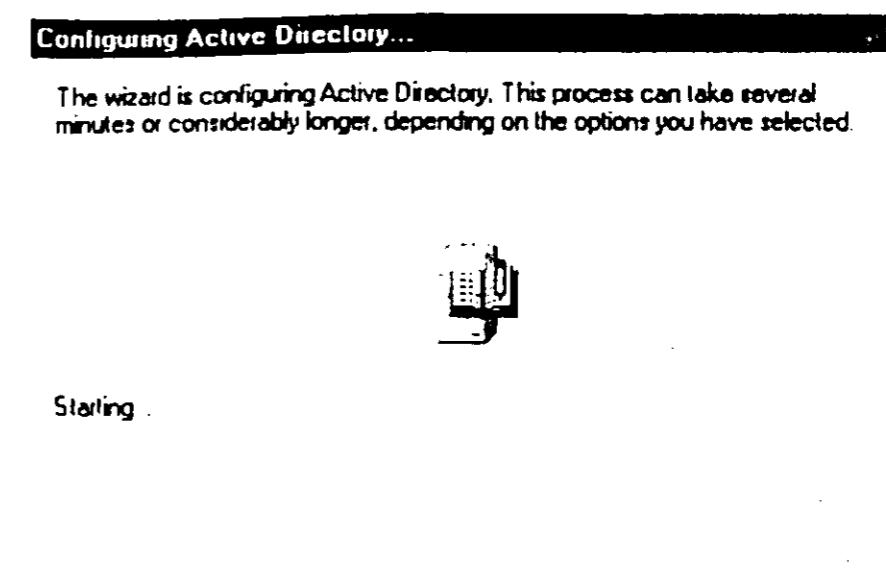 Configuring Active Directory...
The wizard is configuring Active Directory. This process can take several
minutes or considerably longer, depending on the options you have selected.
Starting .